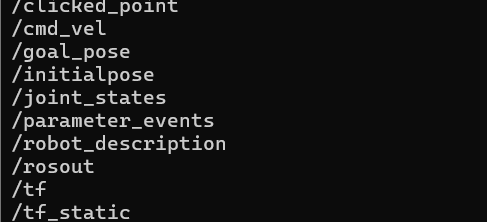 /clicked_point
/cmd_vel
/goal_pose
/initialpose
/joint_states
/parameter_events
/robot_description
/rosout
/tf
/tf_static